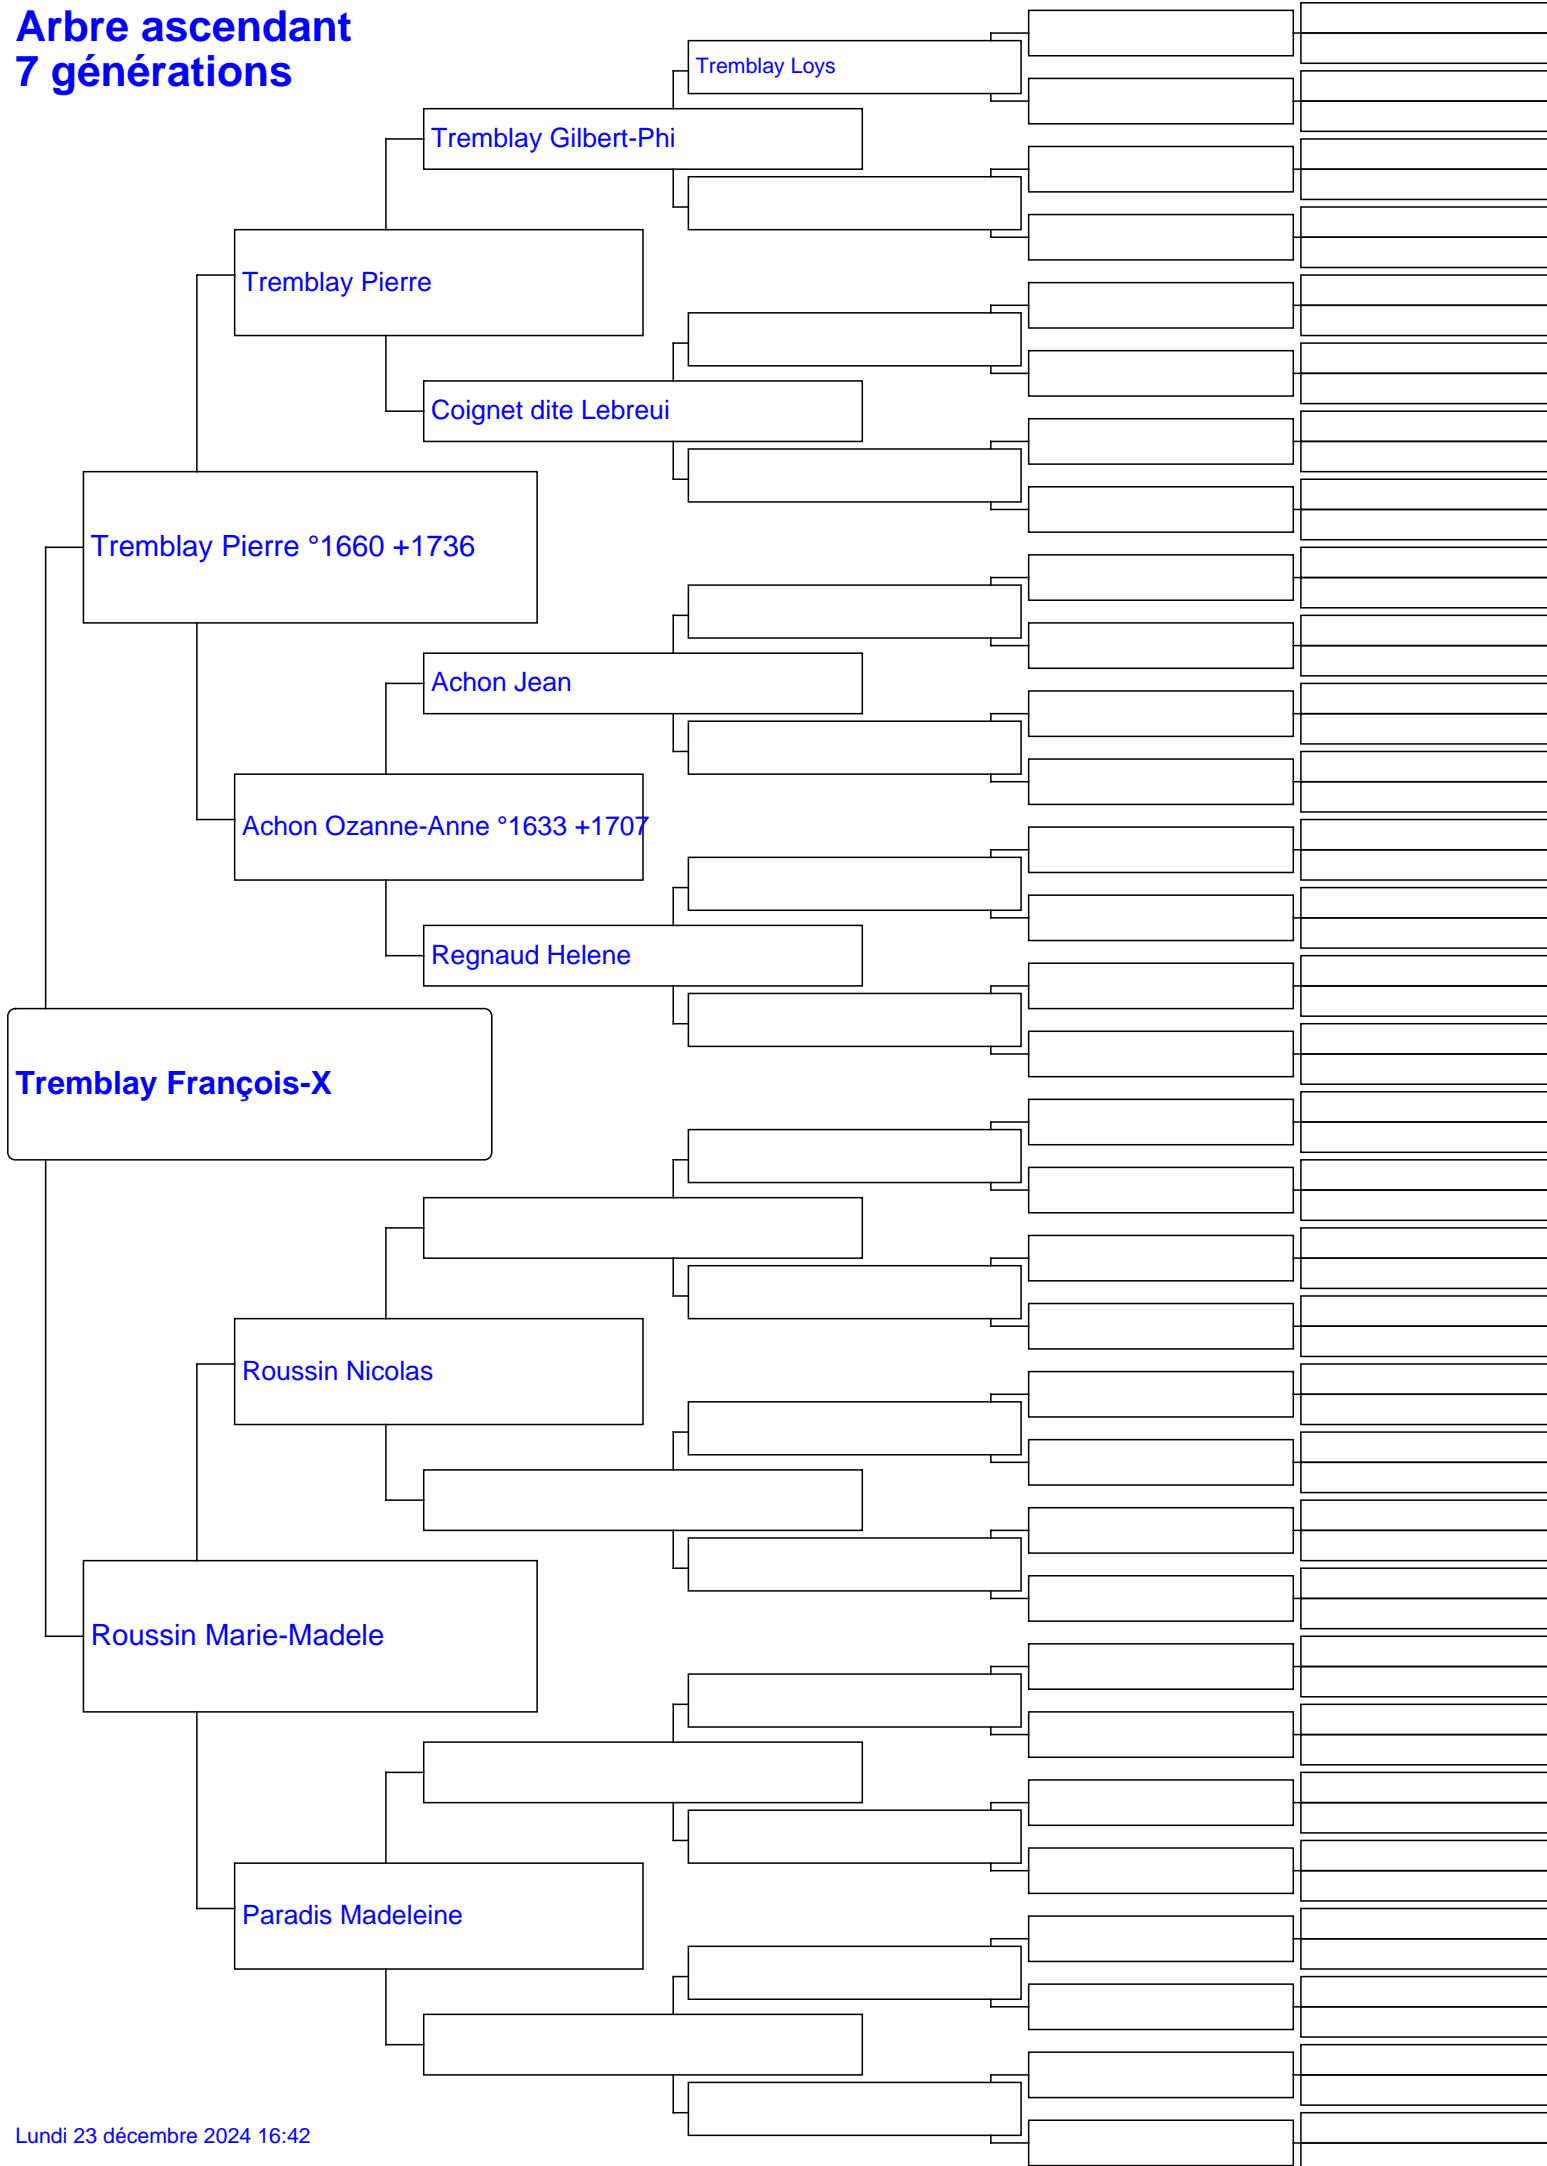 Arbre ascendant
7 générations
Tremblay Loys
Tremblay Gilbert-Phi
Tremblay Pierre
Coignet dite Lebreui
Tremblay Pierre °1660 +1736
Achon Jean
Achon Ozanne-Anne °1633 +1707
Regnaud Helene
Tremblay François-X
Roussin Nicolas
Roussin Marie-Madele
Paradis Madeleine
Lundi 23 décembre 2024 16:42